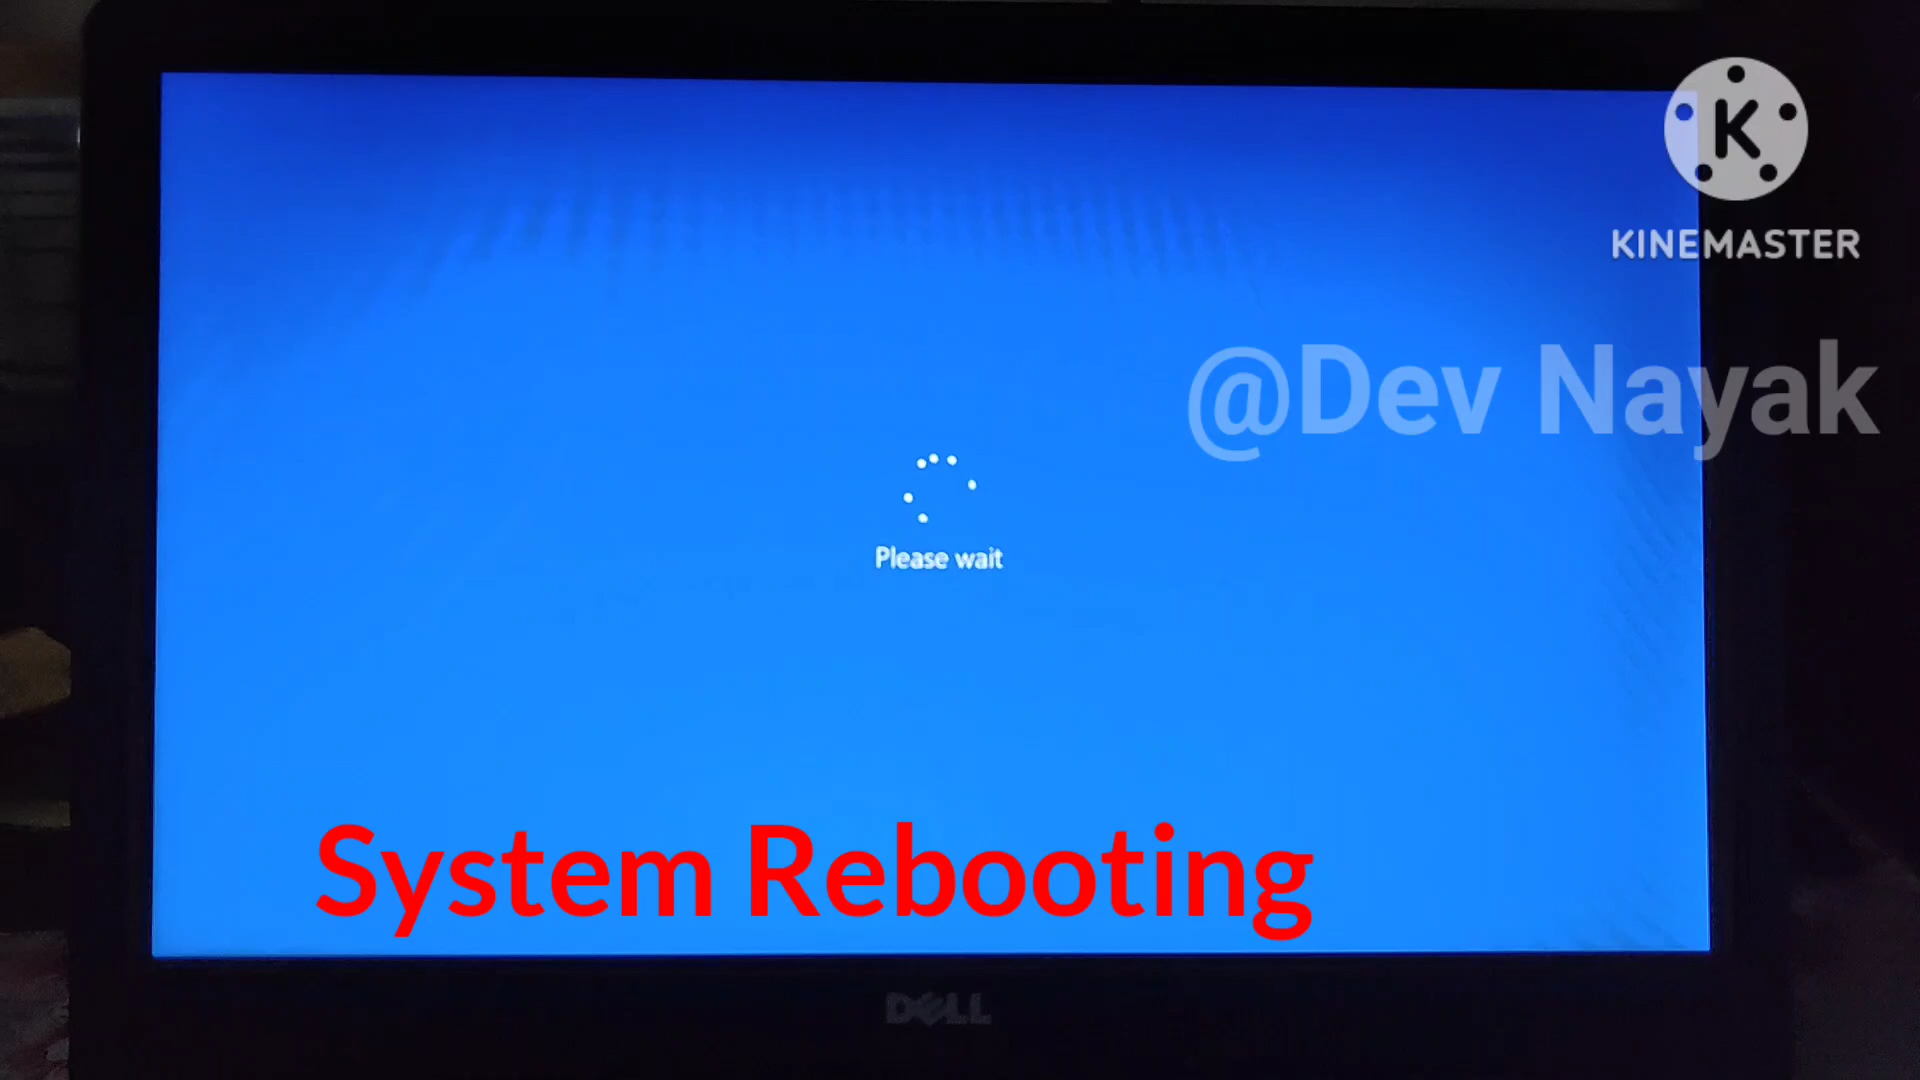 K
KINEMASTER
@Dev Nayak
Please wait
System Rebooting
DELL